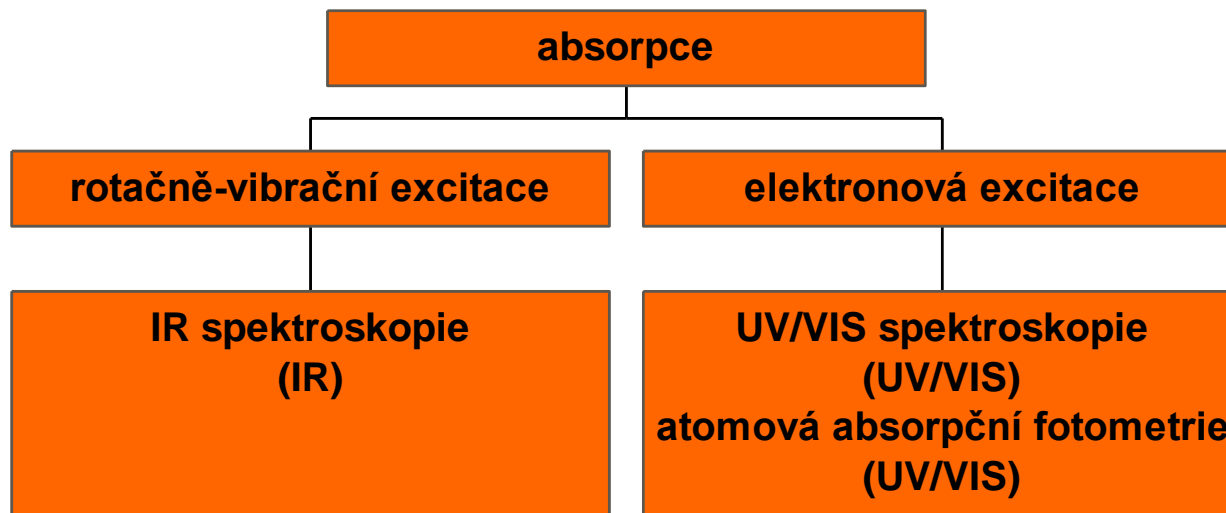 absorpce
rotačně-vibrační excitace
elektronová excitace
IR spektroskopie
(IR)
UV/VIS spektroskopie
(UV/VIS)
atomová absorpční fotometrie
(UV/VIS)